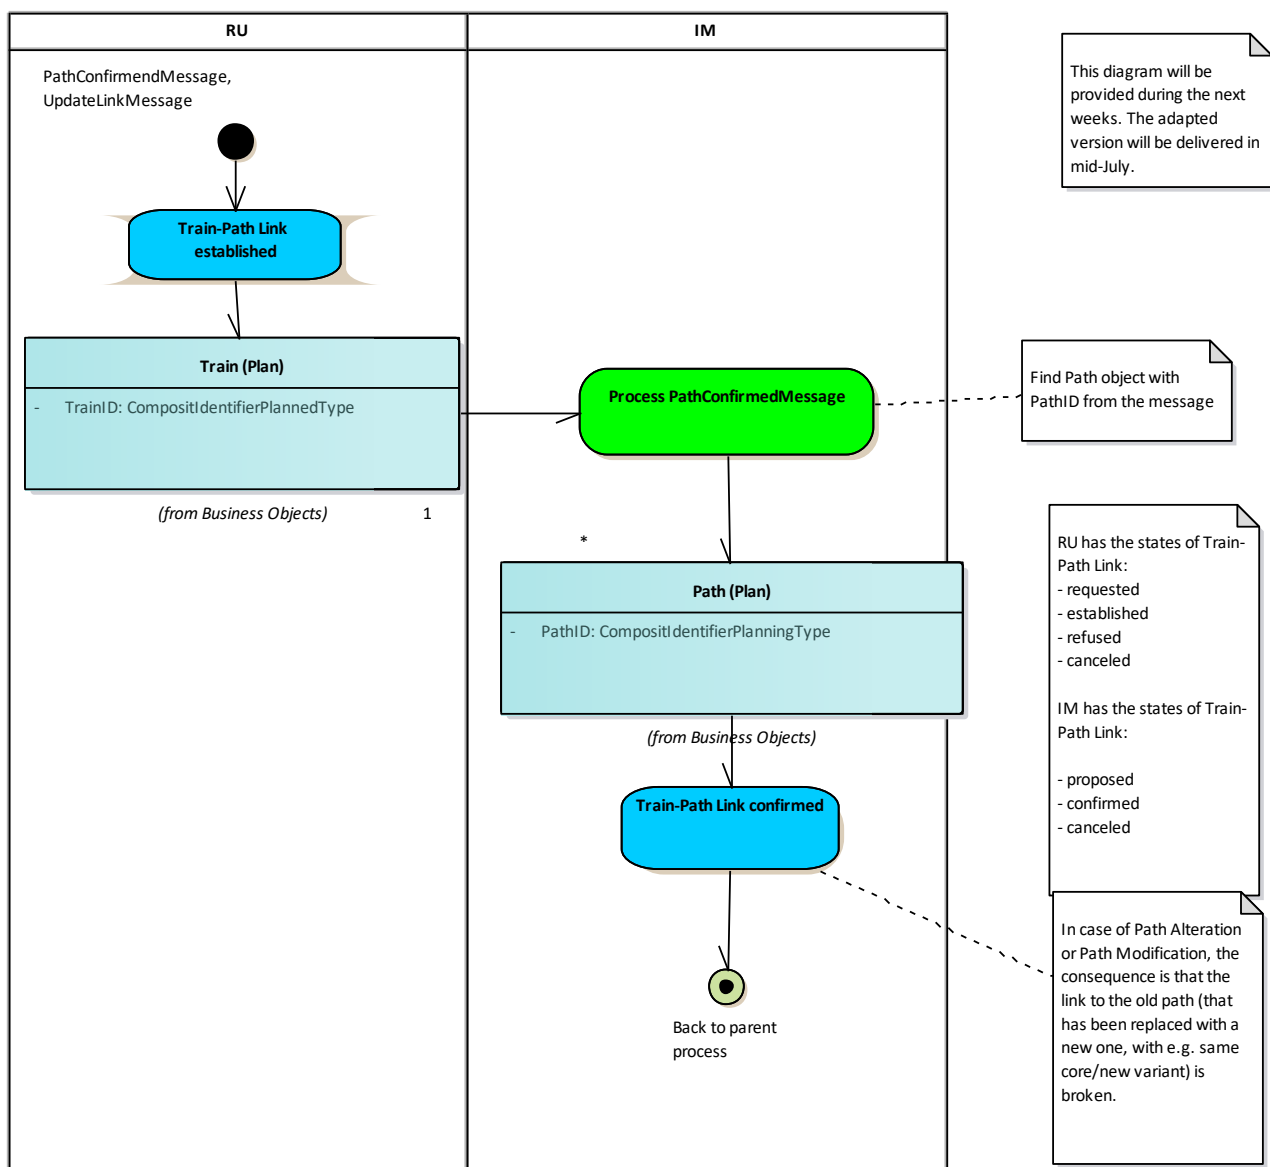 RU
IM
PathConfirmendMessage,
UpdateLinkMessage
This diagram will be
provided during the next
weeks. The adapted
version will be delivered in
mid-July.
Train-Path Link
established
Train (Plan)
- TrainID: CompositIdentifierPlannedType
(from Business Objects)
1
Process PathConfirmedMessage
Find Path object with
PathID from the message
*
Path (Plan)
- PathID: CompositIdentifierPlanningType
(from Business Objects)
RU has the states of Train-
Path Link:
- requested
- established
- refused
- canceled
IM has the states of Train-
Path Link:
- proposed
- confirmed
- canceled
Train-Path Link confirmed
In case of Path Alteration
or Path Modification, the
consequence is that the
link to the old path (that
has been replaced with a
new one, with e.g. same
core/new variant) is
broken.
Back to parent
process